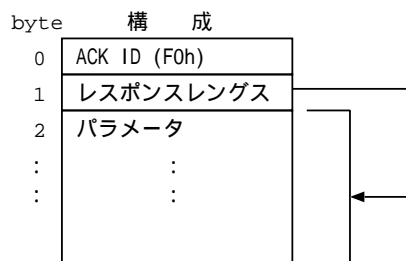 byte 構 成
0 ACK ID (F0h)
1 レスポンスレングス
2 パラメータ
: :
: :